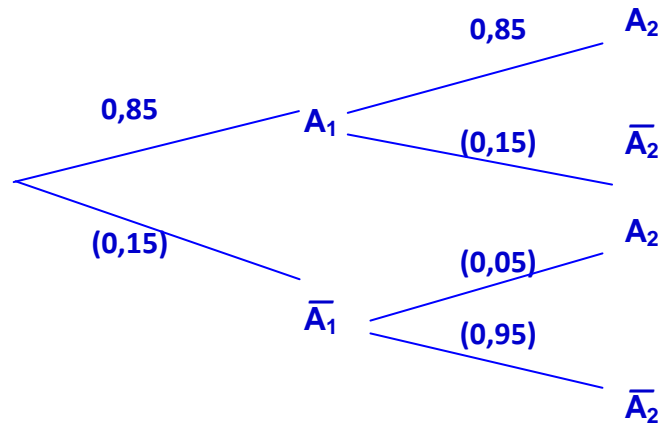 0,85 A₂
0,85
A₁
(0,15) A̅₂
(0,15)
A₂
(0,05)
A̅₁
(0,95)
A̅₂